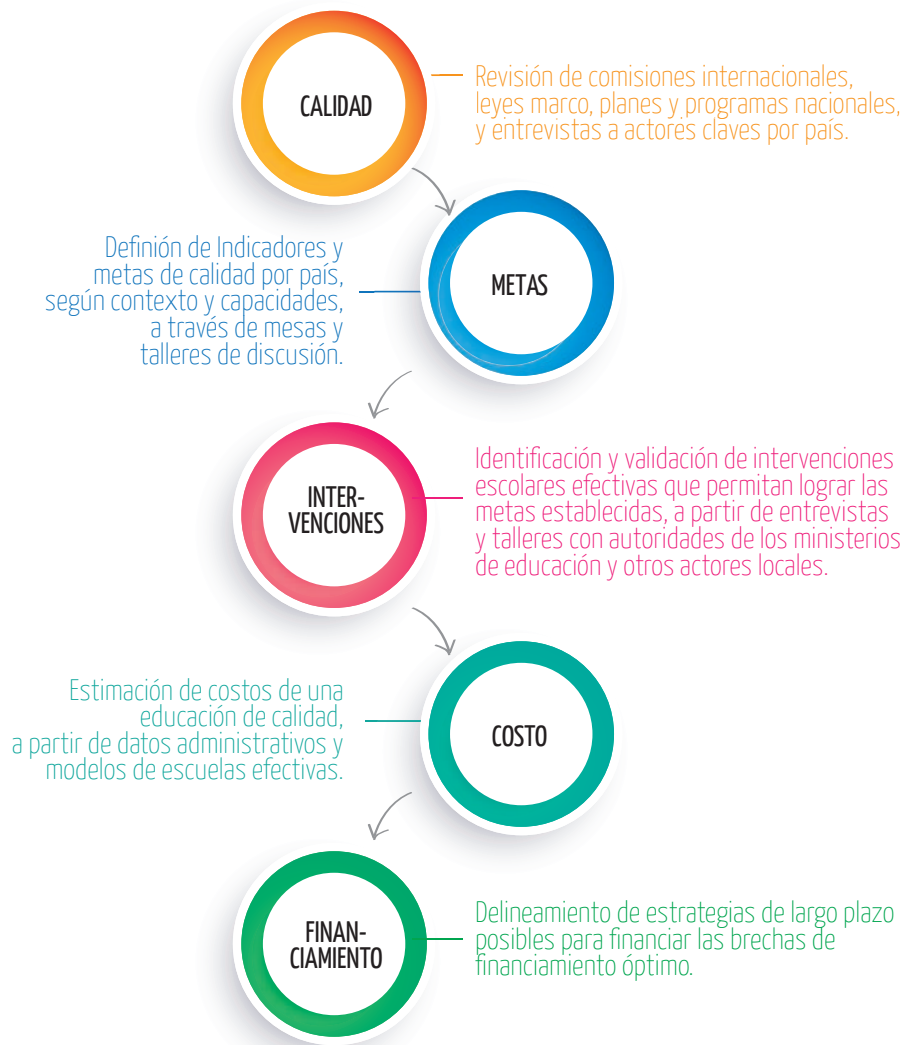 CALIDAD
Revisión de comisiones internacionales,
leyes marco, planes y programas nacionales,
y entrevistas a actores claves por país.
Definión de Indicadores y
metas de calidad por país,
según contexto y capacidades,
a través de mesas y
talleres de discusión.
METAS
INTER-
VENCIONES
Identificación y validación de intervenciones
escolares efectivas que permitan lograr las
metas establecidas, a partir de entrevistas
y talleres con autoridades de los ministerios
de educación y otros actores locales.
Estimación de costos de una
educación de calidad,
a partir de datos administrativos y
modelos de escuelas efectivas.
COSTO
FINAN-
CIAMIENTO
Delineamiento de estrategias de largo plazo
posibles para financiar las brechas de
financiamiento óptimo.